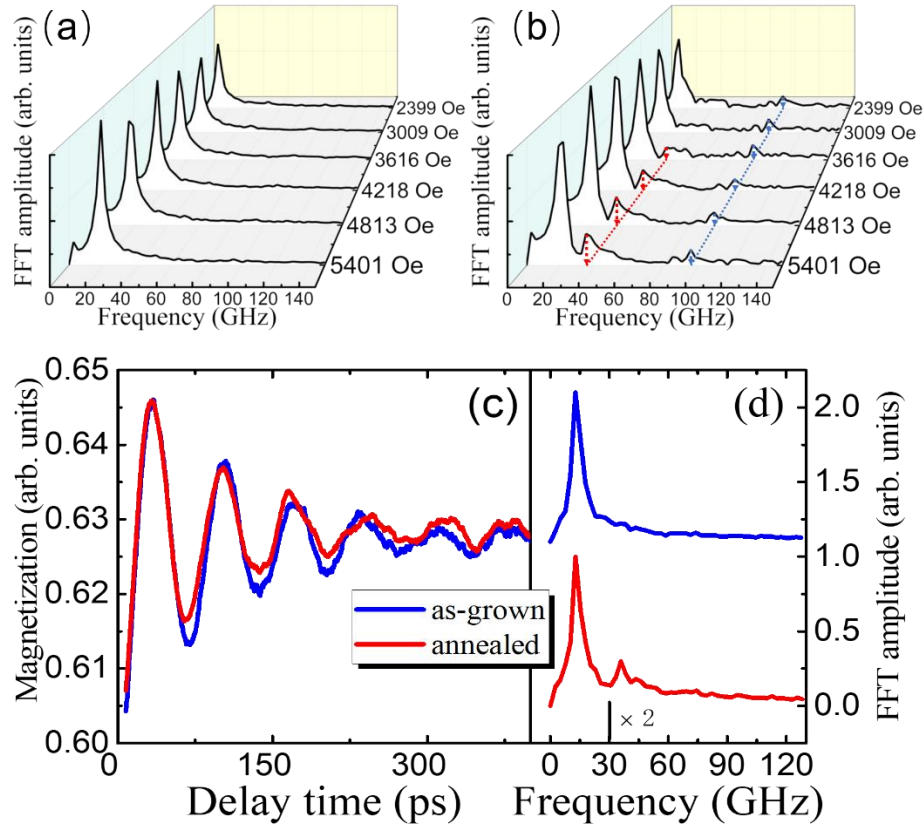 (a)
FFT amplitude (arb. units)
2399 Oe
3009 Oe
3616 Oe
4218 Oe
4813 Oe
5401 Oe
0 20 40 60 80 100 120 140
Frequency (GHz)
(b)
FFT amplitude (arb. units)
2399 Oe
3009 Oe
3616 Oe
4218 Oe
4813 Oe
5401 Oe
0 20 40 60 80 100 120 140
Frequency (GHz)
(c)
Magnetization (arb. units)
0.65
0.64
0.63
0.62
0.61
0.60
0 150 300
Delay time (ps)
as-grown
annealed
(d)
2.0
1.5
1.0
0.5
0.0
FFT amplitude (arb. units)
× 2
0 30 60 90 120
Frequency (GHz)